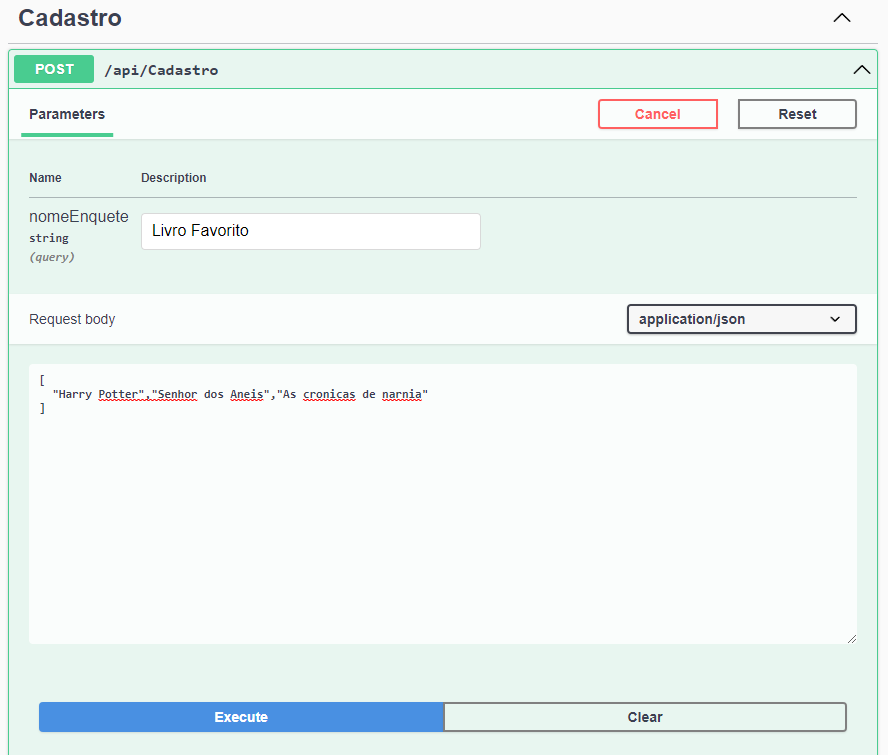 Cadastro
POST /api/Cadastro
Parameters Cancel Reset
Name Description
nomeEnquete Livro Favorito
string
(query)
Request body application/json
[
"Harry Potter","Senhor dos Aneis","As cronicas de narnia"
]
Execute Clear